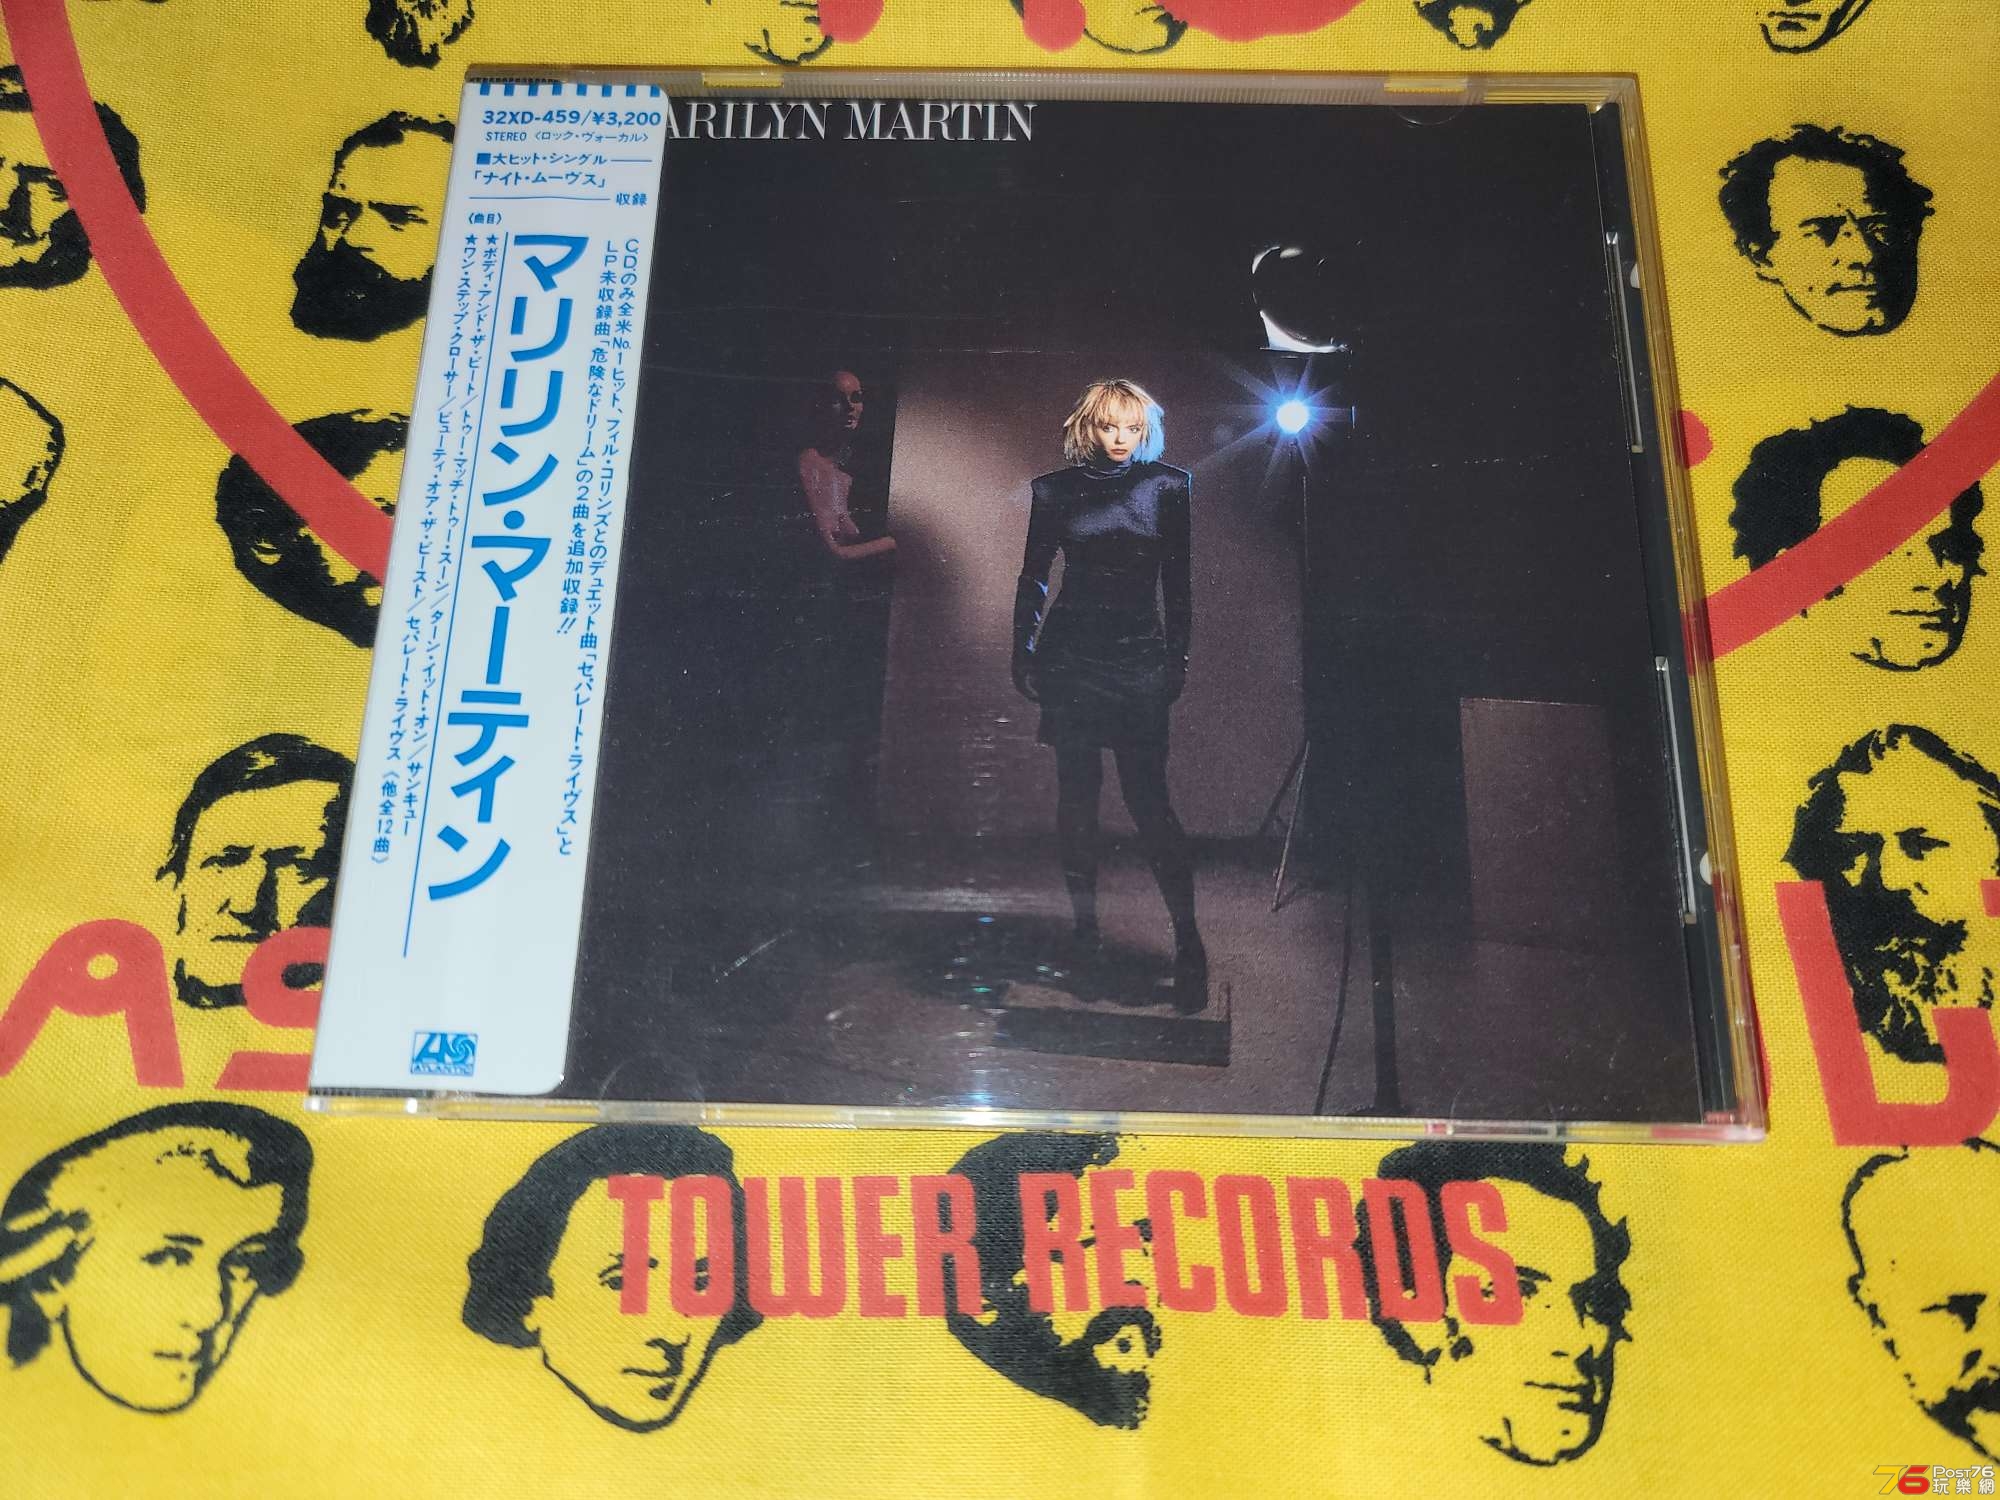 32XD-459/¥3,200
STEREO〈ロック・ヴォーカル〉
■大ヒット・シングル
「ナイト・ムーヴス」
収録
CDのみ全米No.1ヒット、フィル・コリンズとのデュエット曲「セパレート・ライヴス」と
LP未収録曲「危険なドリーム」の2曲を追加収録!!
マリリン・マーティン
〈曲目〉
★ボディ・アンド・ザ・ビート/トゥー・マッチ・トゥー・スーン/ターン・イット・オン/サンキュー
★ワン・ステップ・クローサー/ビューティ・オア・ザ・ビースト/セパレート・ライヴス《他全12曲》
ATLANTIC
ARILYN MARTIN
TOWER RECORDS
76 POST76
玩樂網